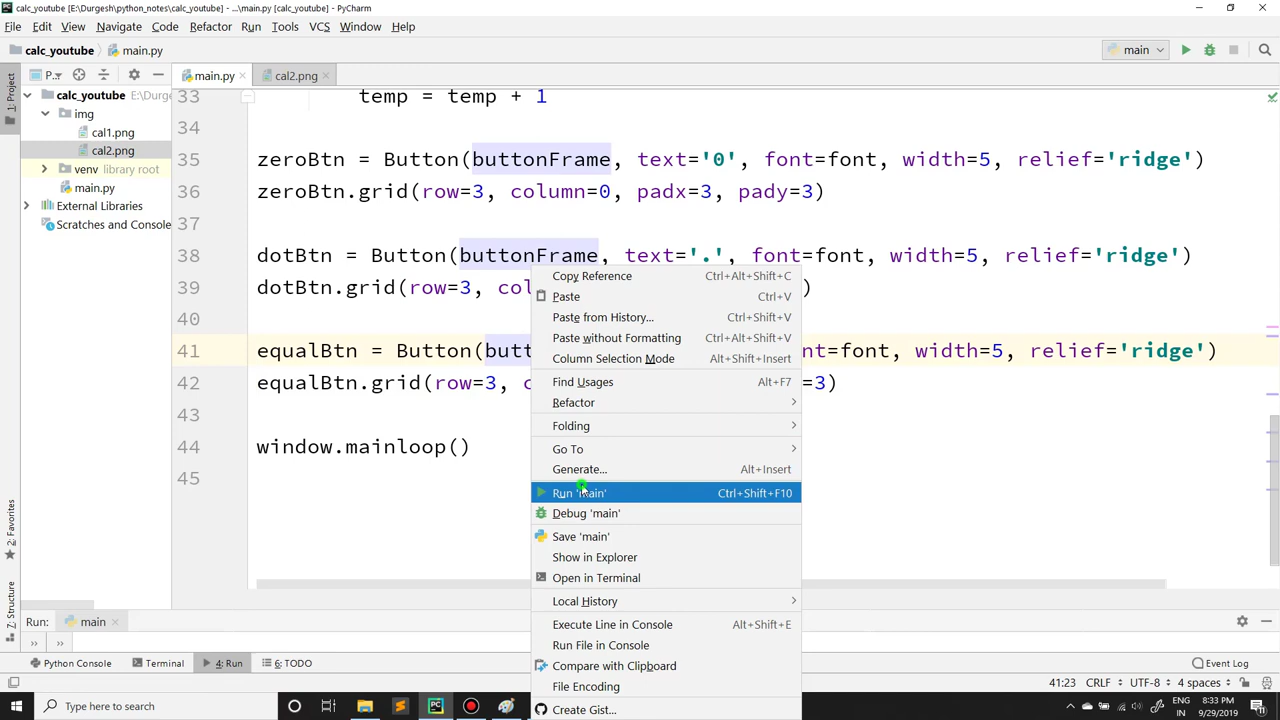 calc_youtube [E:\Durgesh\python_notes\calc_youtube] - ...\main.py [calc_youtube] - PyCharm
File Edit View Navigate Code Refactor Run Tools VCS Window Help
calc_youtube main.py main
P... main.py cal2.png
1: Project
calc_youtube E:\Durge
img
cal1.png
cal2.png
venv library root
main.py
External Libraries
Scratches and Console
33 temp = temp + 1
34
35 zeroBtn = Button(buttonFrame, text='0', font=font, width=5, relief='ridge')
36 zeroBtn.grid(row=3, column=0, padx=3, pady=3)
37
38 dotBtn = Button(buttonFrame, text='.', font=font, width=5, relief='ridge')
39 dotBtn.grid(row=3, col )
40
41 equalBtn = Button(butt nt=font, width=5, relief='ridge')
42 equalBtn.grid(row=3, c =3)
43
44 window.mainloop()
45
Copy Reference Ctrl+Alt+Shift+C
Paste Ctrl+V
Paste from History... Ctrl+Shift+V
Paste without Formatting Ctrl+Alt+Shift+V
Column Selection Mode Alt+Shift+Insert
Find Usages Alt+F7
Refactor
Folding
Go To
Generate... Alt+Insert
Run 'main' Ctrl+Shift+F10
Debug 'main'
Save 'main'
Show in Explorer
Open in Terminal
Local History
Execute Line in Console Alt+Shift+E
Run File in Console
Compare with Clipboard
File Encoding
Create Gist...
2: Favorites
7: Structure
Run: main
Python Console Terminal 4: Run 6: TODO Event Log
41:23 CRLF UTF-8 4 spaces
Type here to search
ENG 8:33 PM
IN 9/29/2019